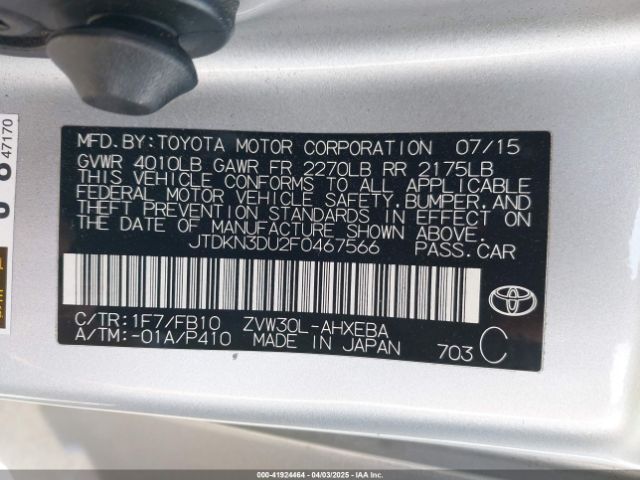 MFD.BY:TOYOTA MOTOR CORPORATION 07/15
GVWR 4010LB GAWR FR 2270LB RR 2175LB
THIS VEHICLE CONFORMS TO ALL APPLICABLE
FEDERAL MOTOR VEHICLE SAFETY,BUMPER,AND
THEFT PREVENTION STANDARDS IN EFFECT ON
THE DATE OF MANUFACTURE SHOWN ABOVE.
JTDKN3DU2F0467566 PASS.CAR
C/TR:1F7/FB10 ZVW30L-AHXEBA
A/TM:-01A/P410 MADE IN JAPAN 703 C
TOYOTA
47170
000-41924464 | 04/03/2025 | IAA, Inc.